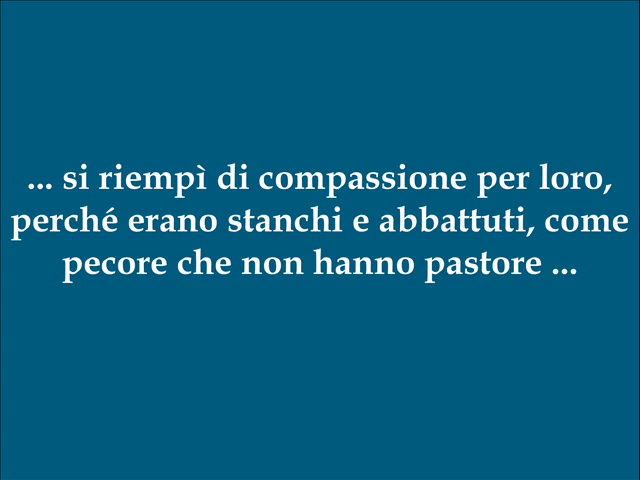 ... si riempì di compassione per loro,
perché erano stanchi e abbattuti, come
pecore che non hanno pastore ...